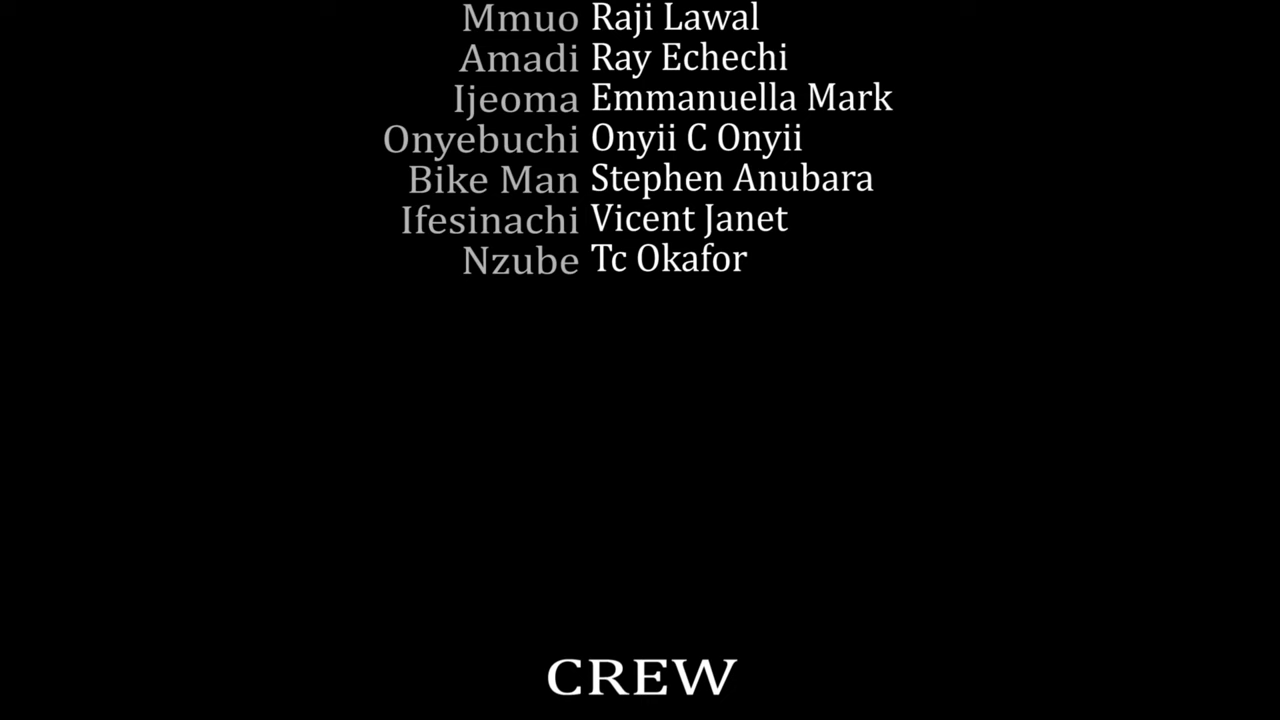 Mmuo Raji Lawal
Amadi Ray Echechi
Ijeoma Emmanuella Mark
Onyebuchi Onyii C Onyii
Bike Man Stephen Anubara
Ifesinachi Vicent Janet
Nzube Tc Okafor
CREW